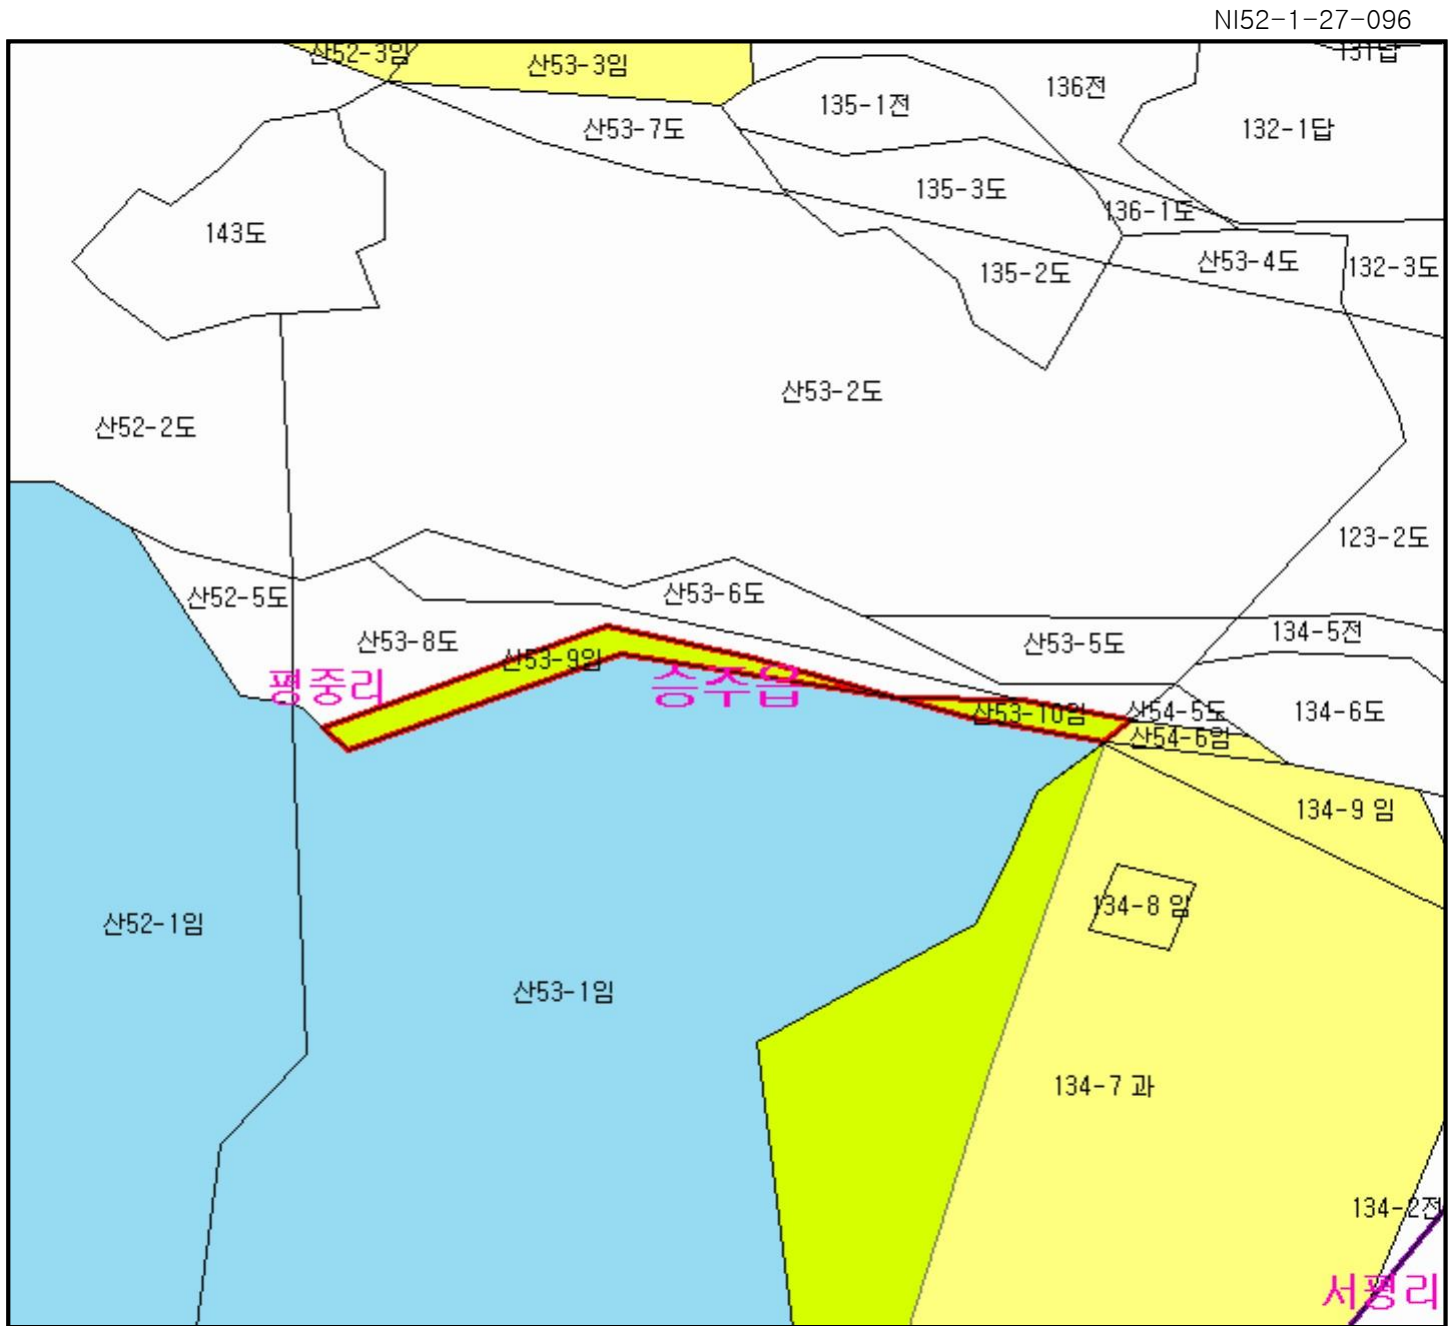 NI52-1-27-096
산52-3임
산53-3임
131답
136전
135-1전
132-1답
산53-7도
135-3도
136-1도
143도
산53-4도
132-3도
135-2도
산53-2도
산52-2도
123-2도
산52-5도
산53-6도
134-5전
산53-8도
산53-5도
산53-9임
평중리
승주읍
산53-10임
산54-5도
134-6도
산54-6임
134-9 임
134-8 임
산52-1임
산53-1임
134-7 과
134-2전
서평리